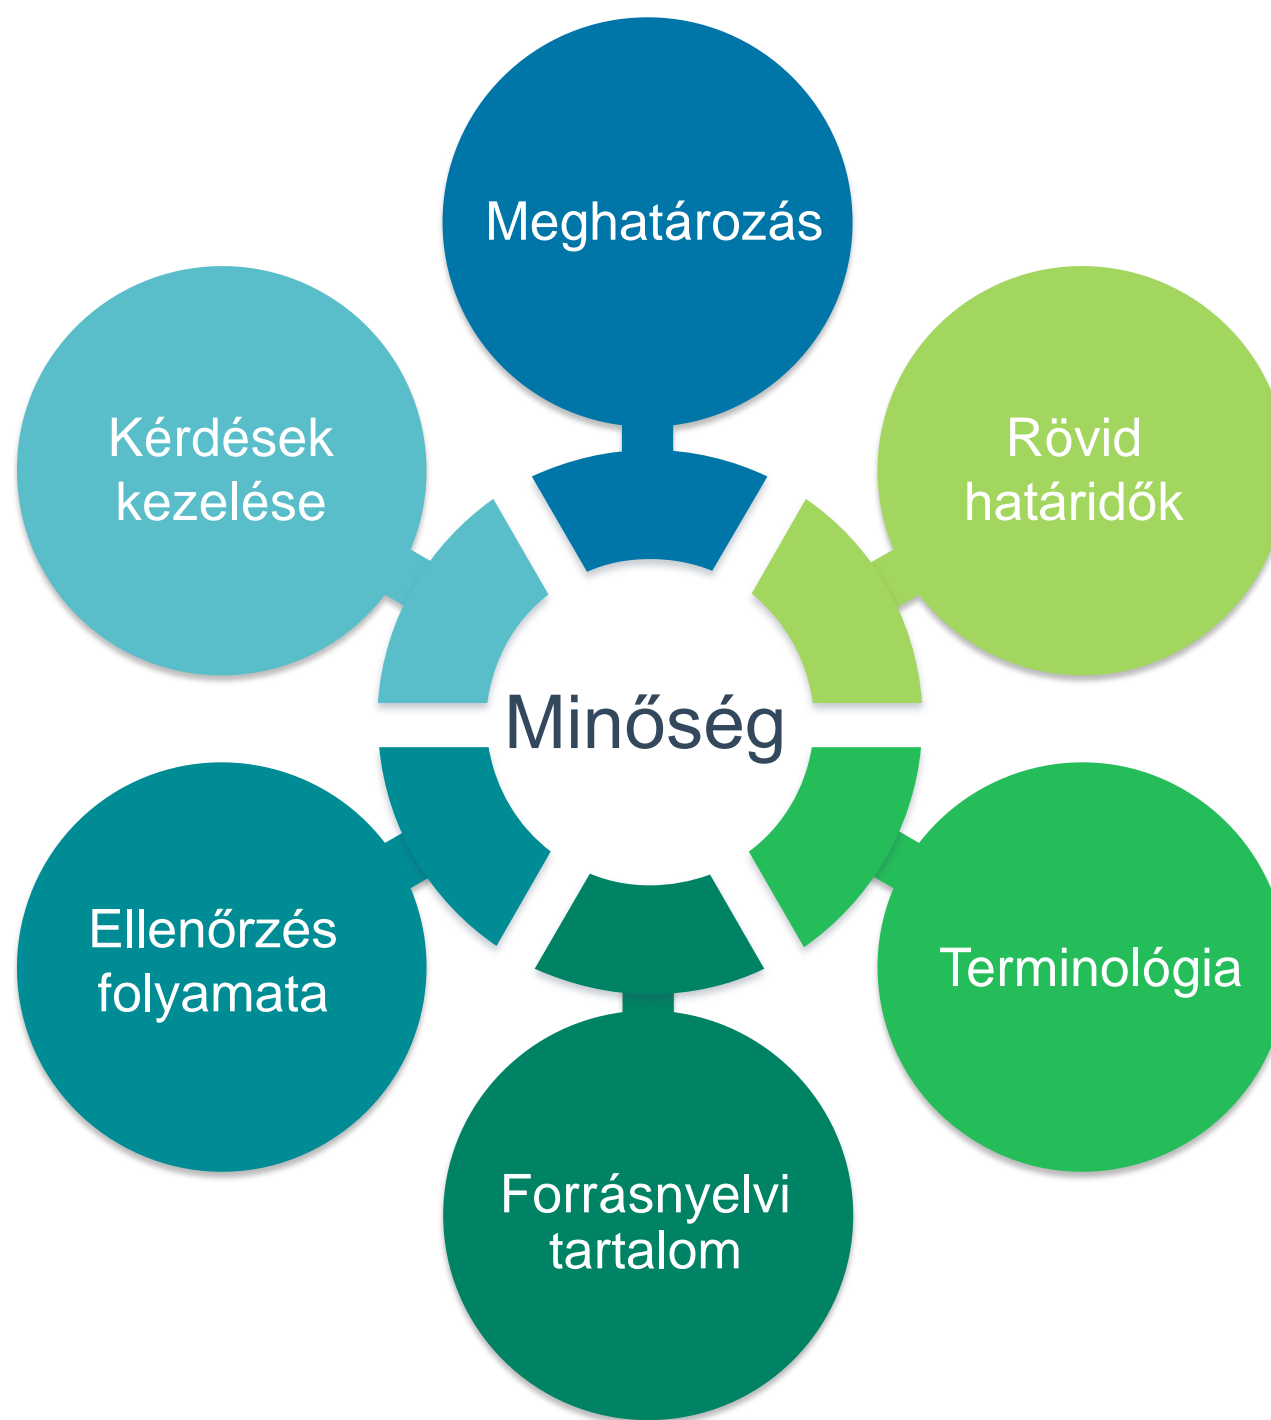 Meghatározás
Kérdések
kezelése
Rövid
határidők
Minőség
Ellenőrzés
folyamata
Terminológia
Forrásnyelvi
tartalom